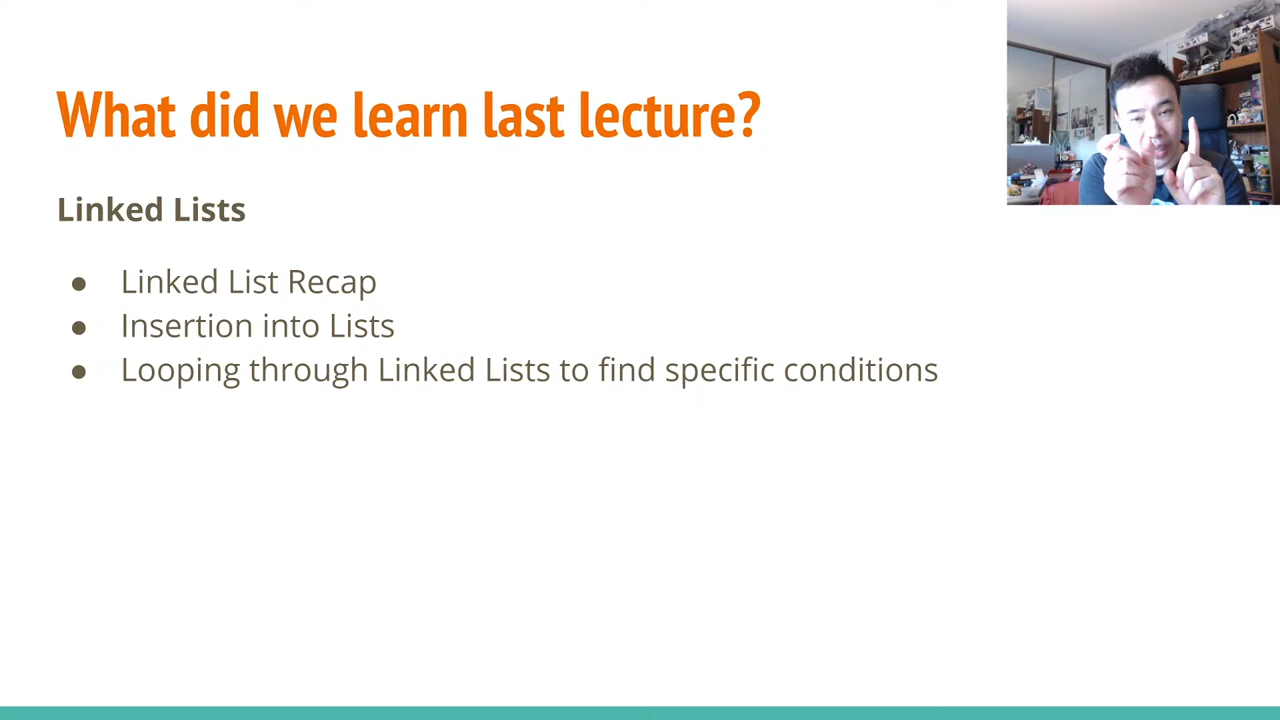 What did we learn last lecture?
Linked Lists
● Linked List Recap
● Insertion into Lists
● Looping through Linked Lists to find specific conditions